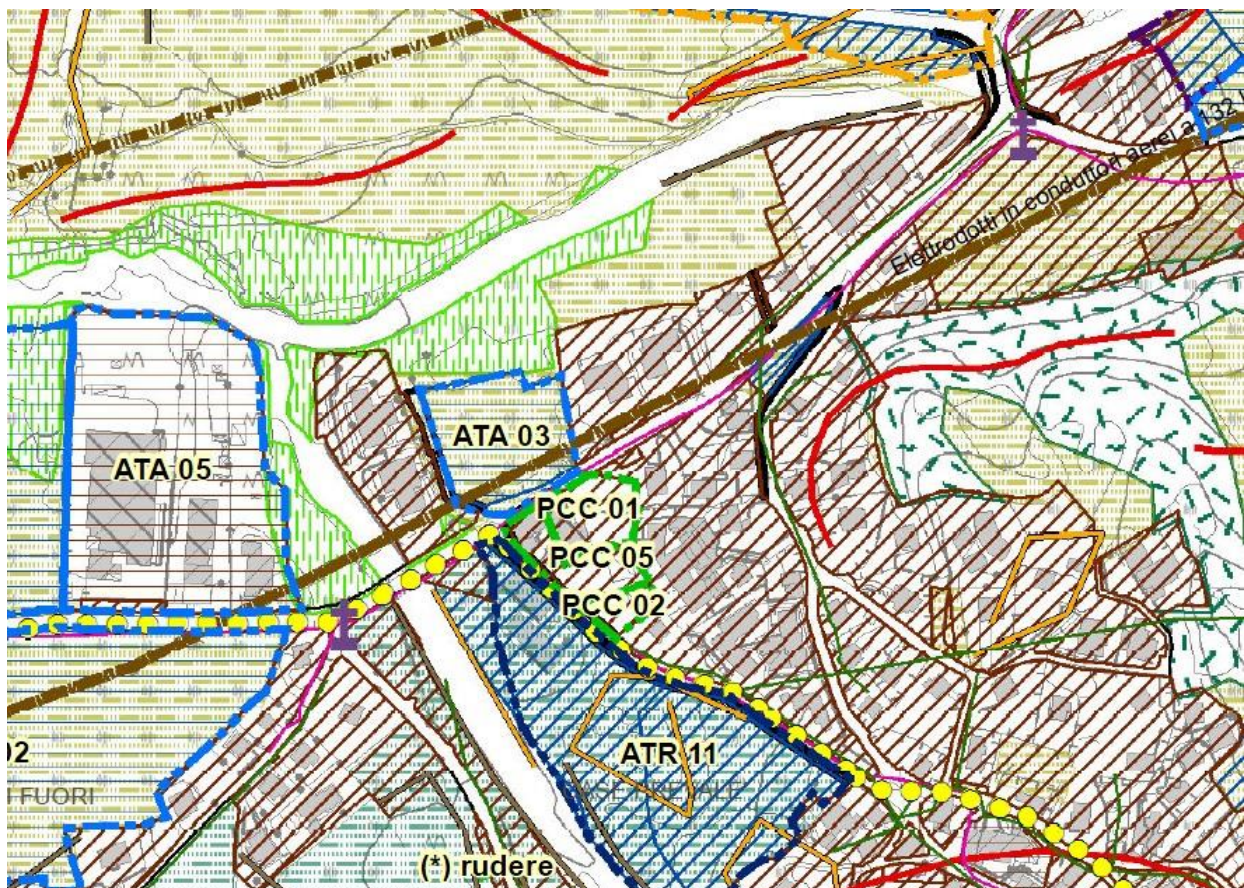 Elettrodotti in conduttori aerei a 132
ATA 03
ATA 05
PCC 01
PCC 05
PCC 02
02
ATR 11
I FUORI
(*) rudere